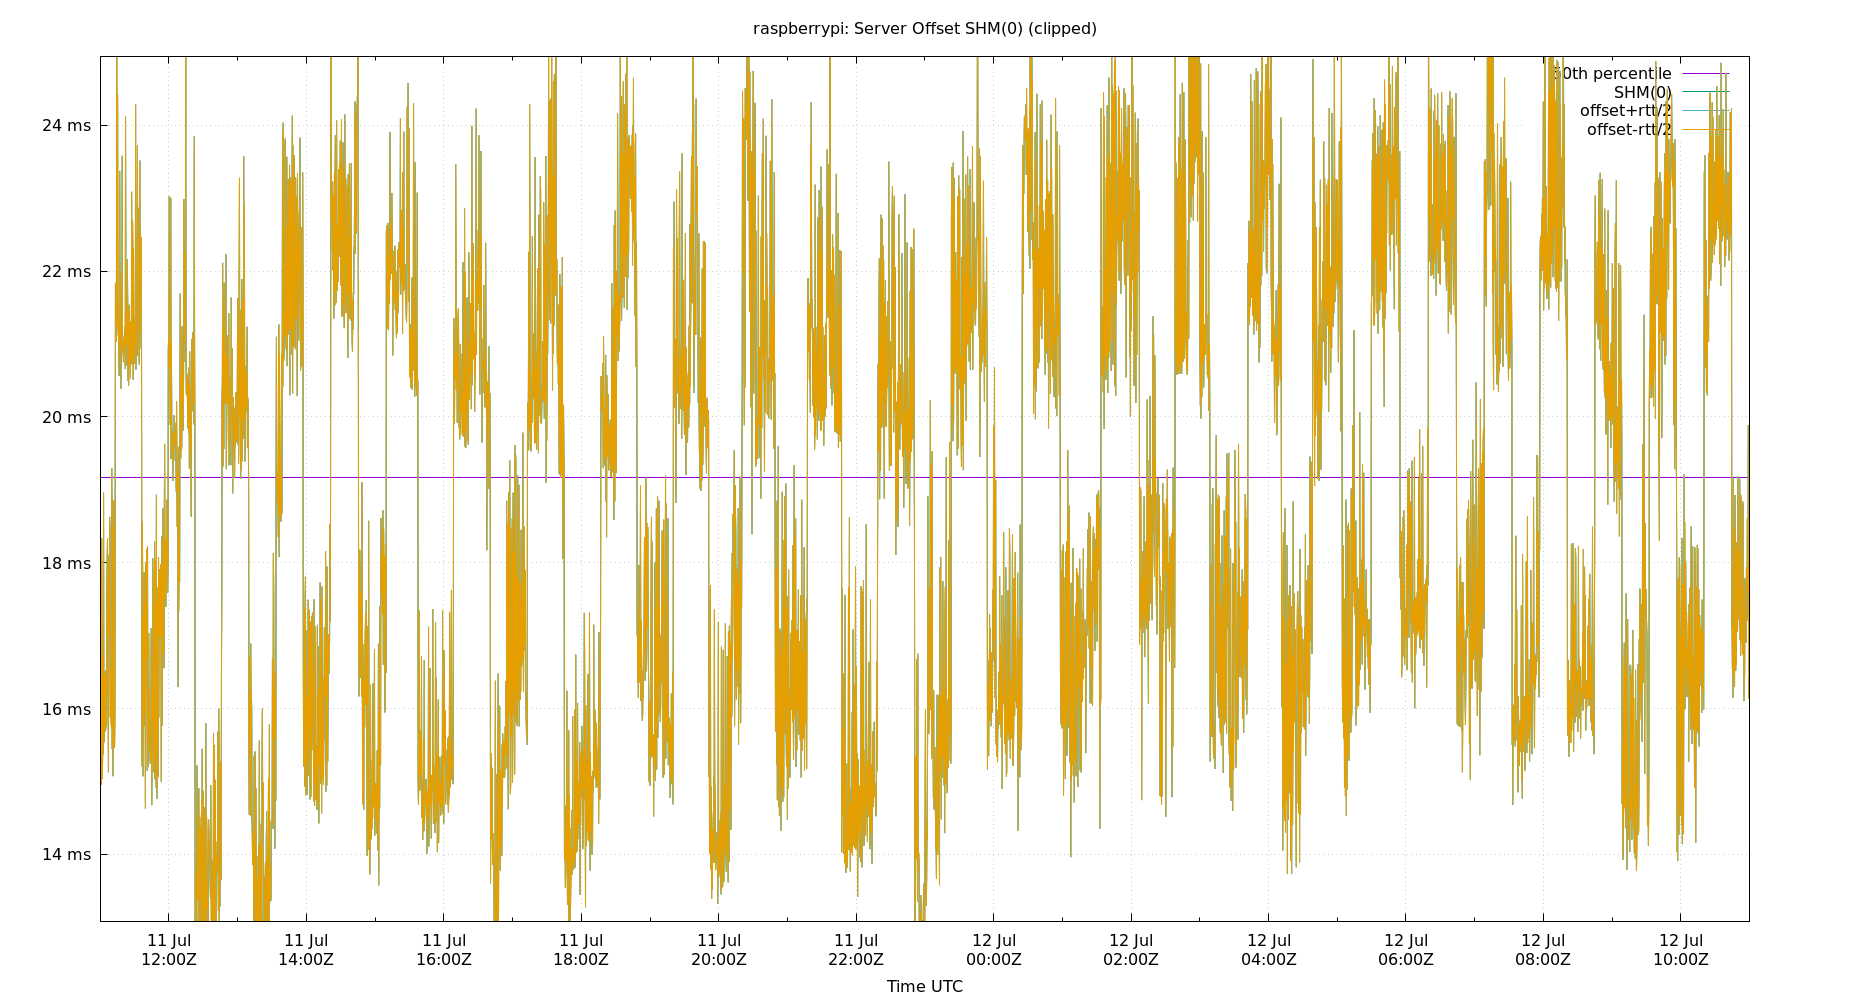 raspberrypi: Server Offset SHM(0) (clipped)
50th percentile
SHM(0)
offset+rtt/2
offset-rtt/2
24 ms
22 ms
20 ms
18 ms
16 ms
14 ms
11 Jul 11 Jul 11 Jul 11 Jul 11 Jul 11 Jul 12 Jul 12 Jul 12 Jul 12 Jul 12 Jul 12 Jul
12:00Z 14:00Z 16:00Z 18:00Z 20:00Z 22:00Z 00:00Z 02:00Z 04:00Z 06:00Z 08:00Z 10:00Z
Time UTC